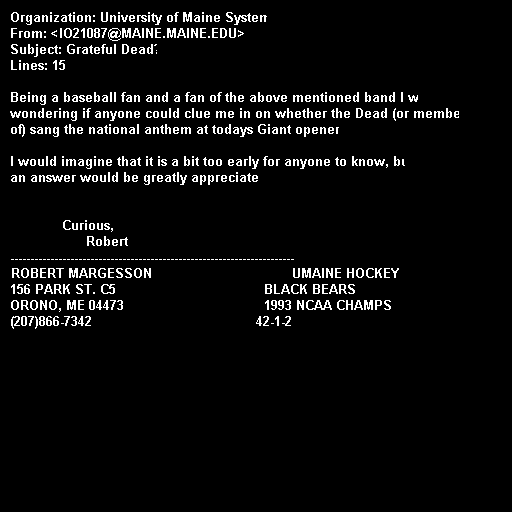 Organization: University of Maine System
From: <IO21087@MAINE.MAINE.EDU>
Subject: Grateful Dead?
Lines: 15
Being a baseball fan and a fan of the above mentioned band I w
wondering if anyone could clue me in on whether the Dead (or membe
of) sang the national anthem at todays Giant opener
I would imagine that it is a bit too early for anyone to know, bu
an answer would be greatly appreciate
Curious,
Robert
-----------------------------------------------------------------------
ROBERT MARGESSON UMAINE HOCKEY
156 PARK ST. C5 BLACK BEARS
ORONO, ME 04473 1993 NCAA CHAMPS
(207)866-7342 42-1-2